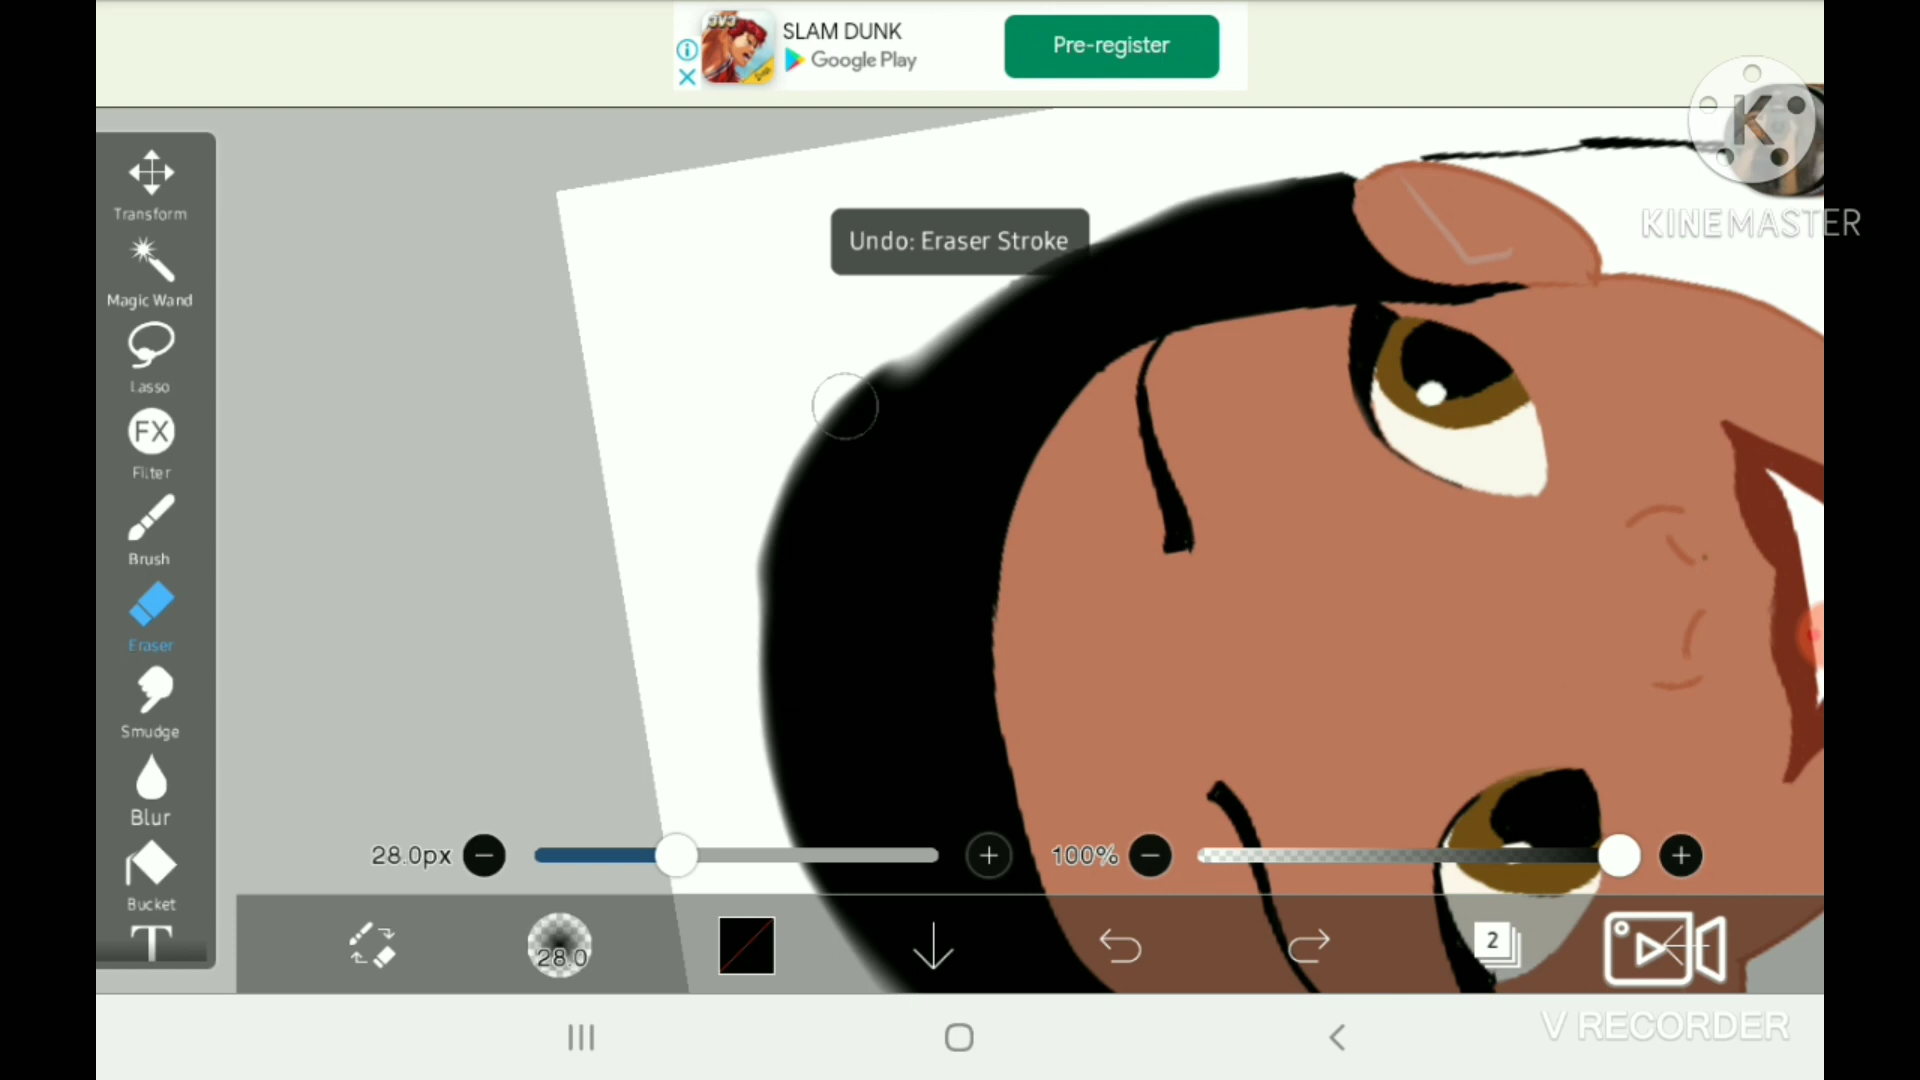 3V3
SLAM DUNK
Google Play
Pre-register
K
KINEMASTER
Transform
Undo: Eraser Stroke
Magic Wand
Lasso
FX
Filter
Brush
Eraser
Smudge
Blur
28.0px
100%
Bucket
T
28.0
2
V RECORDER